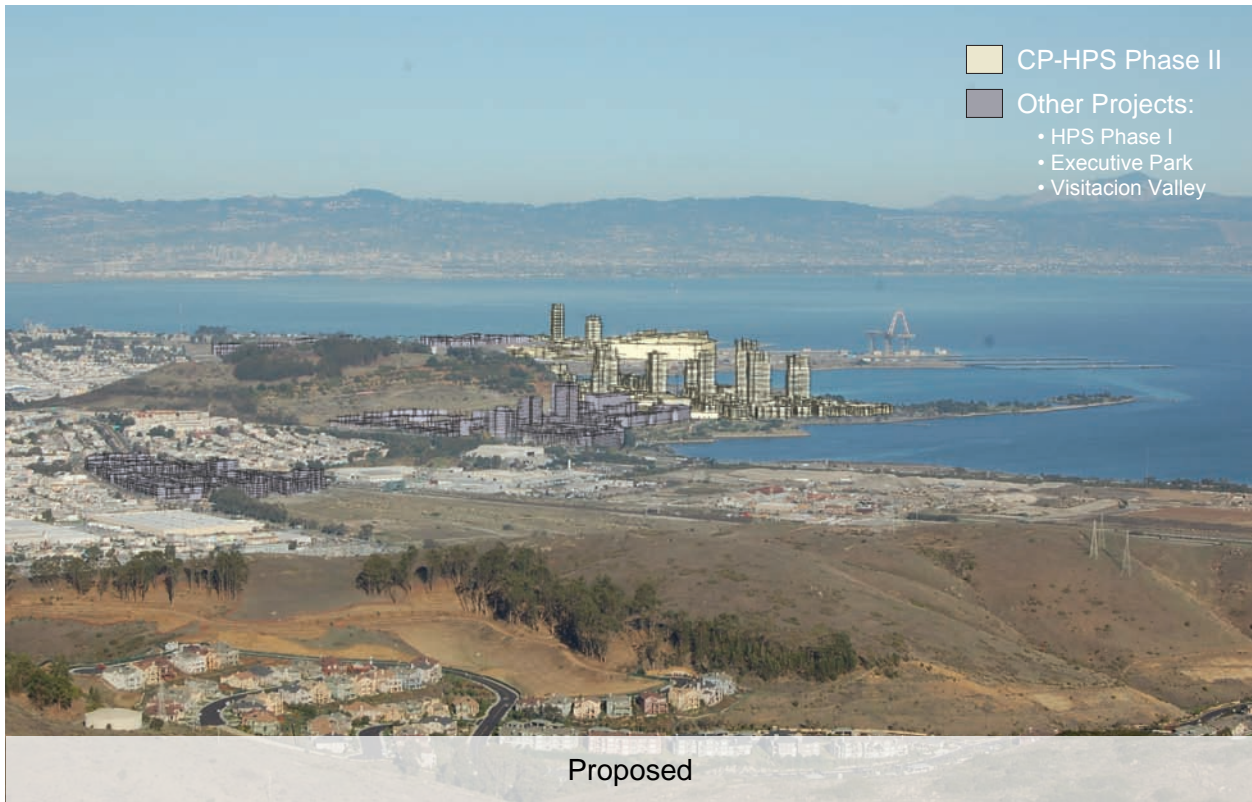 CP-HPS Phase II
Other Projects:
• HPS Phase I
• Executive Park
• Visitacion Valley
Proposed